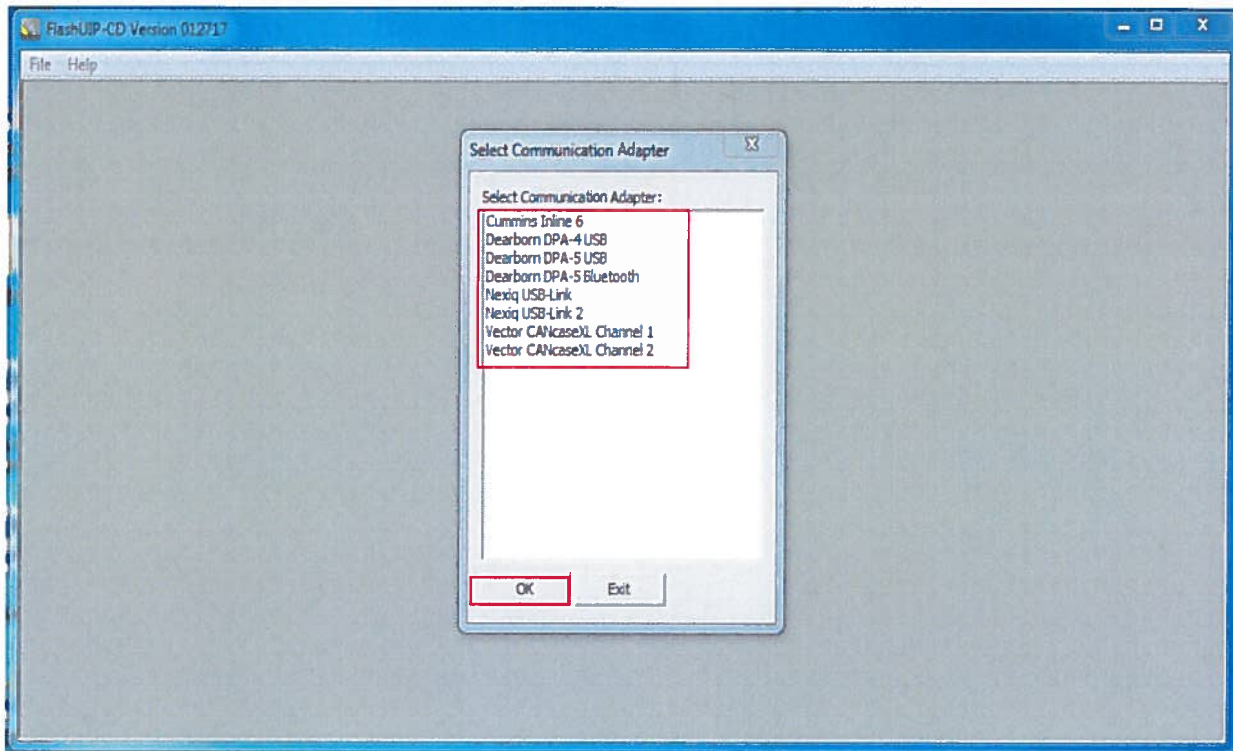 FlashUIP-CD Version 012717
File Help
Select Communication Adapter
Select Communication Adapter:
Cummins Inline 6
Dearborn DPA-4 USB
Dearborn DPA-5 USB
Dearborn DPA-5 Bluetooth
Nexiq USB-Link
Nexiq USB-Link 2
Vector CANcaseXL Channel 1
Vector CANcaseXL Channel 2
OK Exit